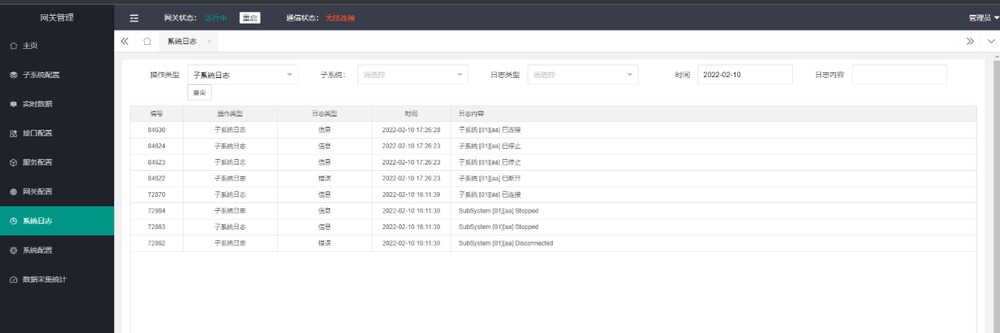 网关管理
网关状态: 运行中 重启 通信状态: 无法连接 管理员
主页
子系统配置
实时数据
接口配置
服务配置
网关配置
系统日志
系统配置
数据采集统计
系统日志 ×
操作类型 子系统日志 子系统: 请选择 日志类型 请选择 时间 2022-02-10 日志内容
查询
编号 操作类型 日志类型 时间 日志内容
84630 子系统日志 信息 2022-02-10 17:26:28 子系统 [01][aa] 已连接
84624 子系统日志 信息 2022-02-10 17:26:23 子系统 [01][aa] 已停止
84623 子系统日志 信息 2022-02-10 17:26:23 子系统 [01][aa] 已停止
84622 子系统日志 错误 2022-02-10 17:26:23 子系统 [01][aa] 已断开
72870 子系统日志 信息 2022-02-10 16:11:39 子系统 [01][aa] 已连接
72864 子系统日志 信息 2022-02-10 16:11:30 SubSystem [01][aa] Stopped
72863 子系统日志 信息 2022-02-10 16:11:30 SubSystem [01][aa] Stopped
72862 子系统日志 错误 2022-02-10 16:11:30 SubSystem [01][aa] Disconnected